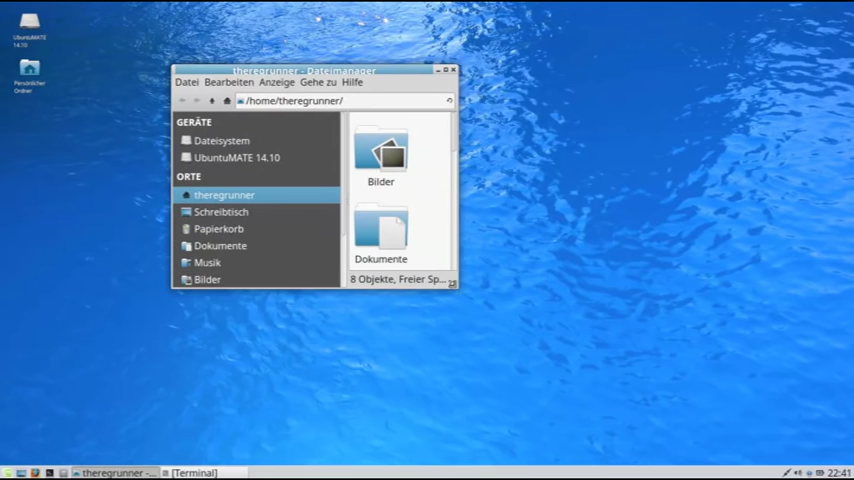 UbuntuMATE
14.10
Persönlicher
Ordner
theregrunner - Dateimanager
Datei Bearbeiten Anzeige Gehe zu Hilfe
/home/theregrunner/
GERÄTE
Dateisystem
UbuntuMATE 14.10
ORTE
theregrunner
Schreibtisch
Papierkorb
Dokumente
Musik
Bilder
Bilder
Dokumente
8 Objekte, Freier Sp...
theregrunner -...
[Terminal]
22:41